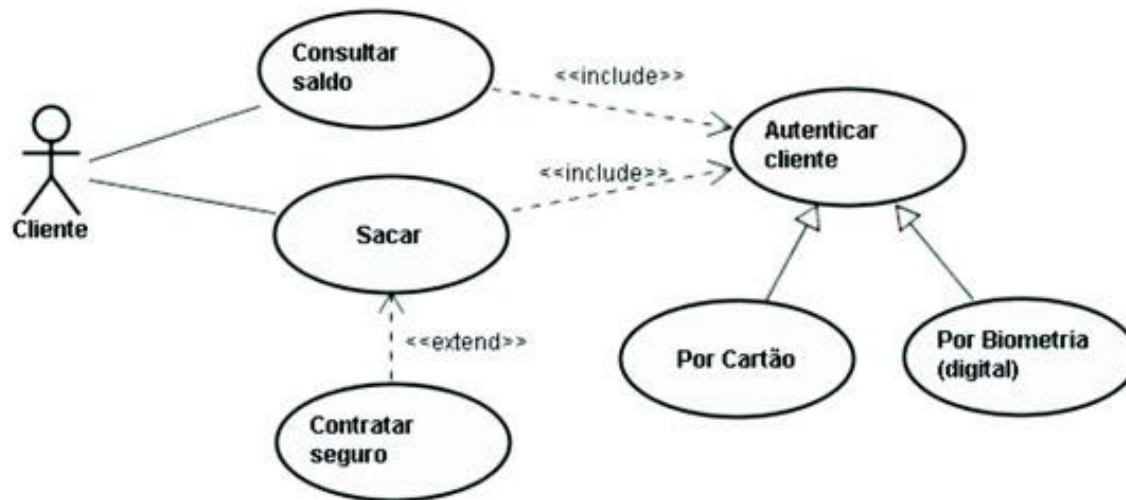 Consultar
saldo
<<include>>
Autenticar
cliente
<<include>>
Cliente
Sacar
<<extend>>
Por Cartão
Por Biometria
(digital)
Contratar
seguro